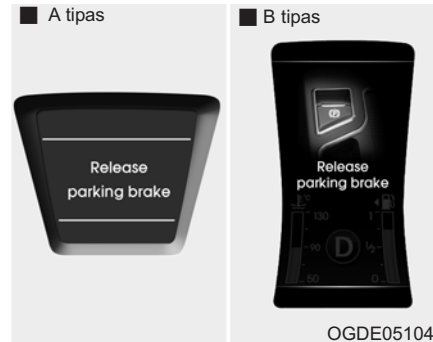 ■ A tipas
Release
parking brake
■ B tipas
Release
parking brake
°C
130
90
50
1
½
0
D
OGDE05104